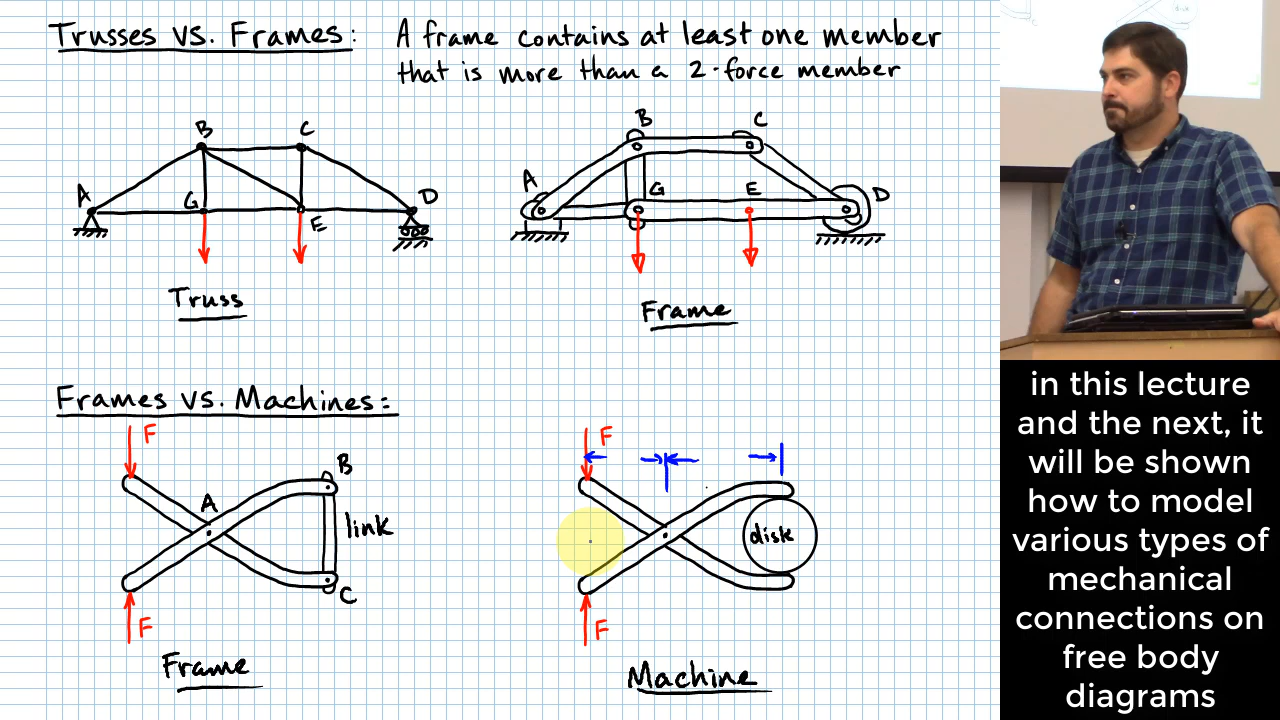 Trusses vs. Frames: A frame contains at least one member
that is more than a 2-force member
B C
A G E D
Truss
B C
A G E D
Frame
Frames vs. Machines:
F
A
B
link
C
F
Frame
F
disk
F
Machine
in this lecture
and the next, it
will be shown
how to model
various types of
mechanical
connections on
free body
diagrams